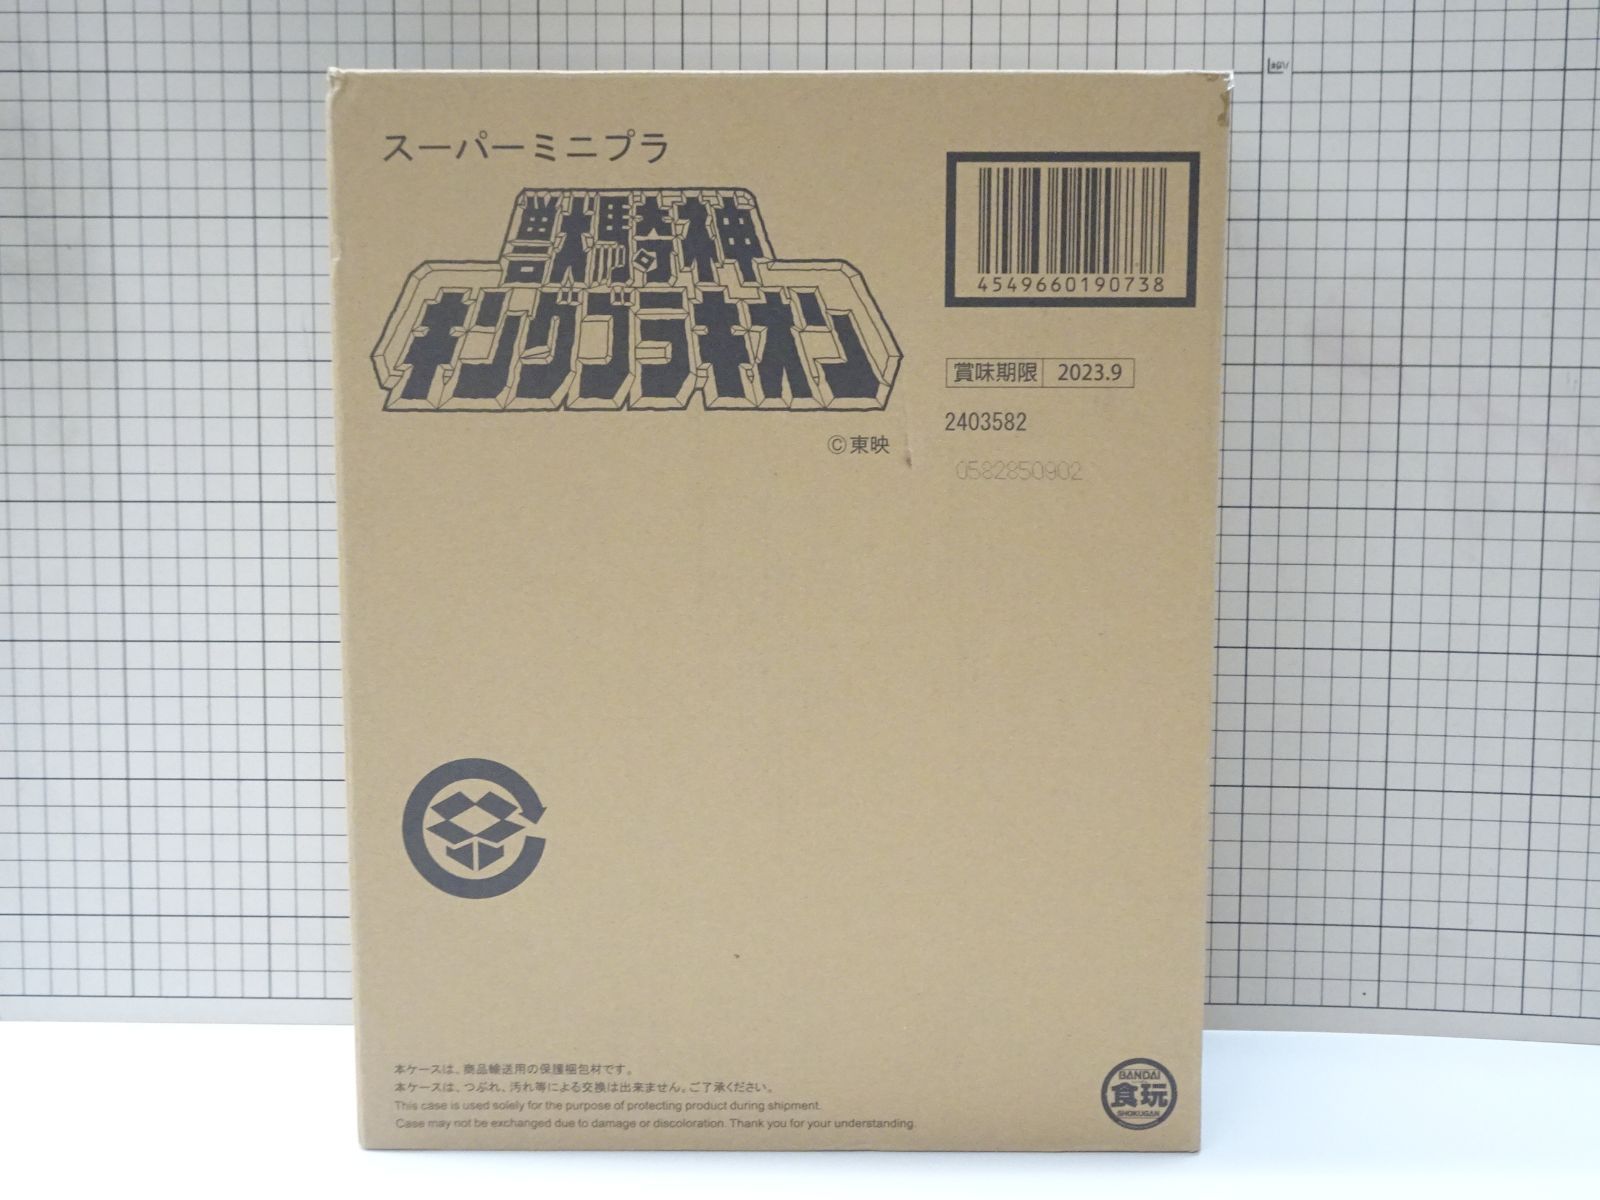 スーパーミニプラ
獣騎神
キングブラキオン
©東映
4549660190738
賞味期限 2023.9
2403582
0582850902
本ケースは、商品輸送用の保護梱包材です。
本ケースは、つぶれ、汚れ等による交換は出来ません。ご了承ください。
This case is used solely for the purpose of protecting product during shipment.
Case may not be exchanged due to damage or discoloration. Thank you for your understanding.
BANDAI
食玩
SHOKUGAN